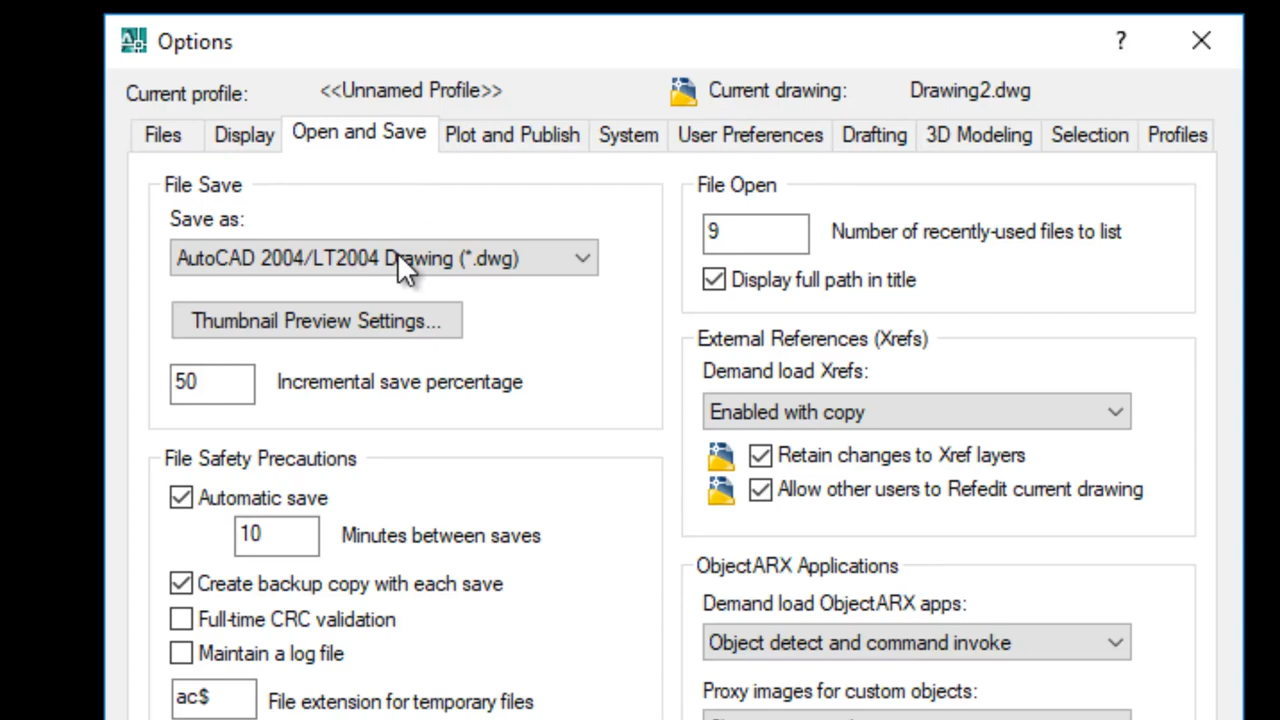 Options
?
Current profile:
<<Unnamed Profile>>
Current drawing:
Drawing2.dwg
Files
Display
Open and Save
Plot and Publish
System
User Preferences
Drafting
3D Modeling
Selection
Profiles
File Save
Save as:
AutoCAD 2004/LT2004 Drawing (*.dwg)
Thumbnail Preview Settings...
50
Incremental save percentage
File Safety Precautions
Automatic save
10
Minutes between saves
Create backup copy with each save
Full-time CRC validation
Maintain a log file
ac$
File extension for temporary files
File Open
9
Number of recently-used files to list
Display full path in title
External References (Xrefs)
Demand load Xrefs:
Enabled with copy
Retain changes to Xref layers
Allow other users to Refedit current drawing
ObjectARX Applications
Demand load ObjectARX apps:
Object detect and command invoke
Proxy images for custom objects: